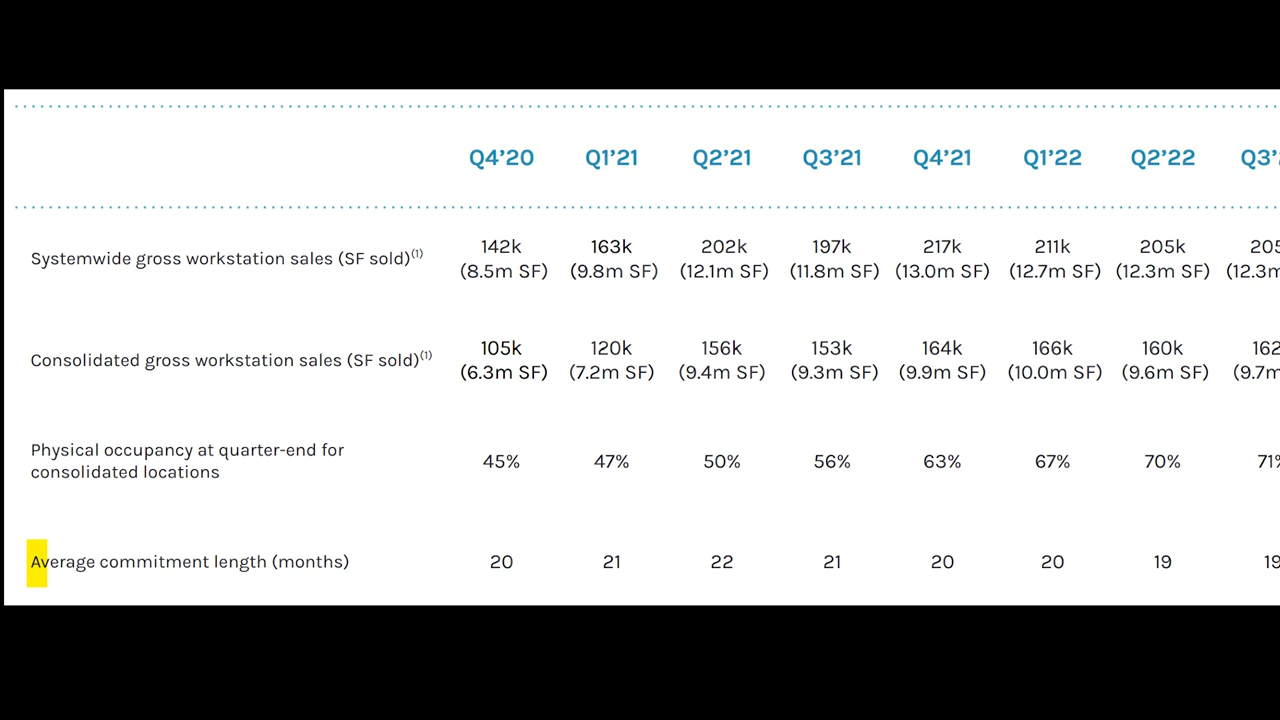 Q4’20 Q1’21 Q2’21 Q3’21 Q4’21 Q1’22 Q2’22
Systemwide gross workstation sales (SF sold)(1) 142k 163k 202k 197k 217k 211k 205k
(8.5m SF) (9.8m SF) (12.1m SF) (11.8m SF) (13.0m SF) (12.7m SF) (12.3m SF)
Consolidated gross workstation sales (SF sold)(1) 105k 120k 156k 153k 164k 166k 160k
(6.3m SF) (7.2m SF) (9.4m SF) (9.3m SF) (9.9m SF) (10.0m SF) (9.6m SF)
Physical occupancy at quarter-end for
consolidated locations 45% 47% 50% 56% 63% 67% 70%
Average commitment length (months) 20 21 22 21 20 20 19